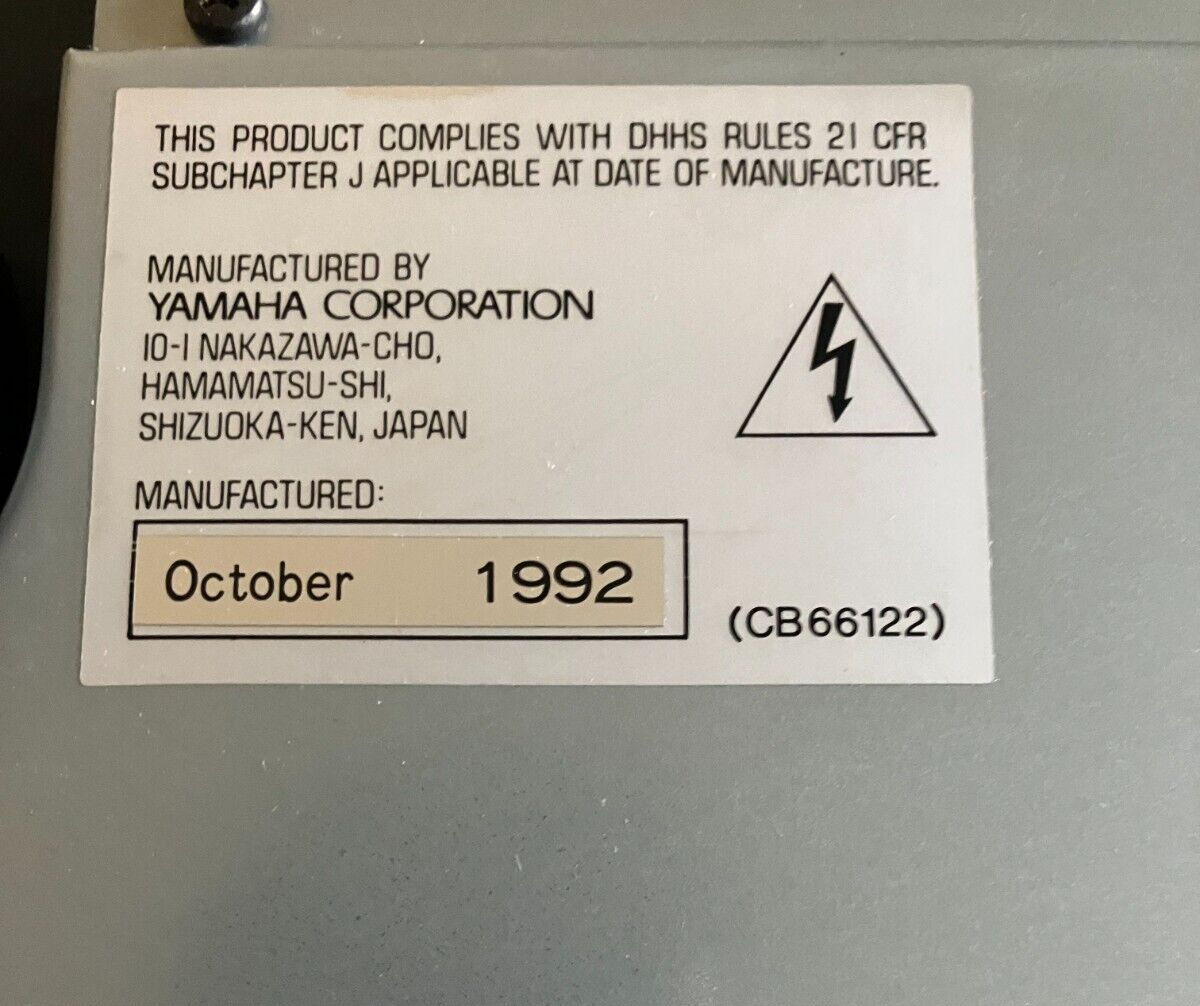 THIS PRODUCT COMPLIES WITH DHHS RULES 21 CFR
SUBCHAPTER J APPLICABLE AT DATE OF MANUFACTURE.
MANUFACTURED BY
YAMAHA CORPORATION
10-1 NAKAZAWA-CHO,
HAMAMATSU-SHI,
SHIZUOKA-KEN, JAPAN
MANUFACTURED:
October 1992
(CB66122)